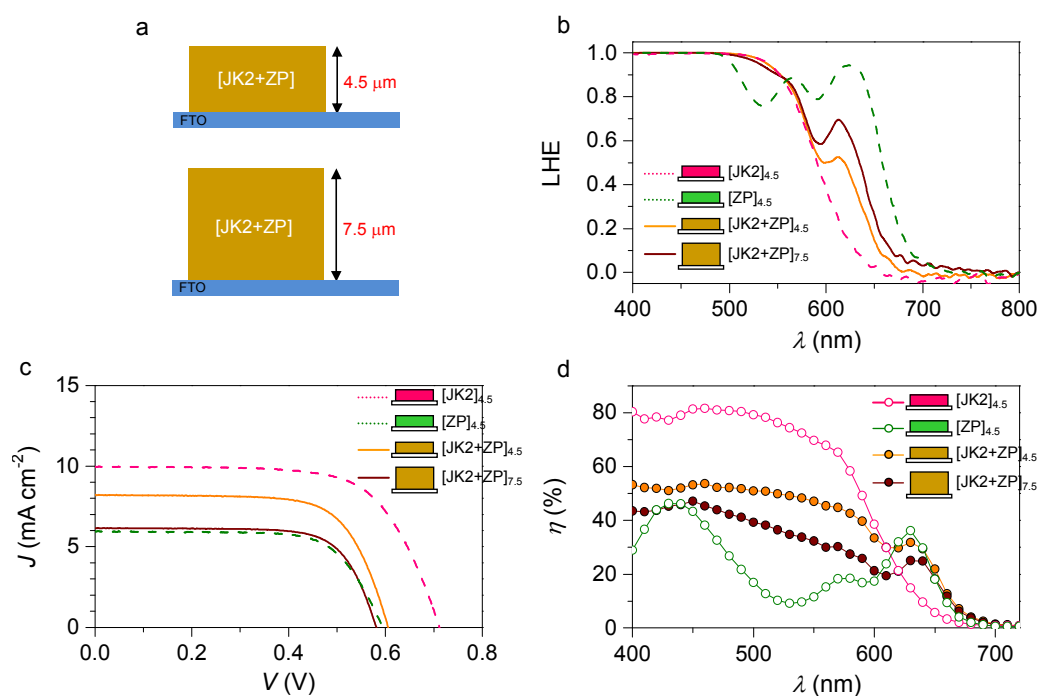 a
[JK2+ZP]
4.5 μm
FTO
[JK2+ZP]
7.5 μm
FTO
b
1.0
0.8
0.6
0.4
0.2
0.0
LHE
[JK2]4.5
[ZP]4.5
[JK2+ZP]4.5
[JK2+ZP]7.5
400 500 600 700 800
λ (nm)
c
15
10
5
0
J (mA cm-2)
[JK2]4.5
[ZP]4.5
[JK2+ZP]4.5
[JK2+ZP]7.5
0.0 0.2 0.4 0.6 0.8
V (V)
d
80
60
40
20
0
η (%)
[JK2]4.5
[ZP]4.5
[JK2+ZP]4.5
[JK2+ZP]7.5
400 500 600 700
λ (nm)